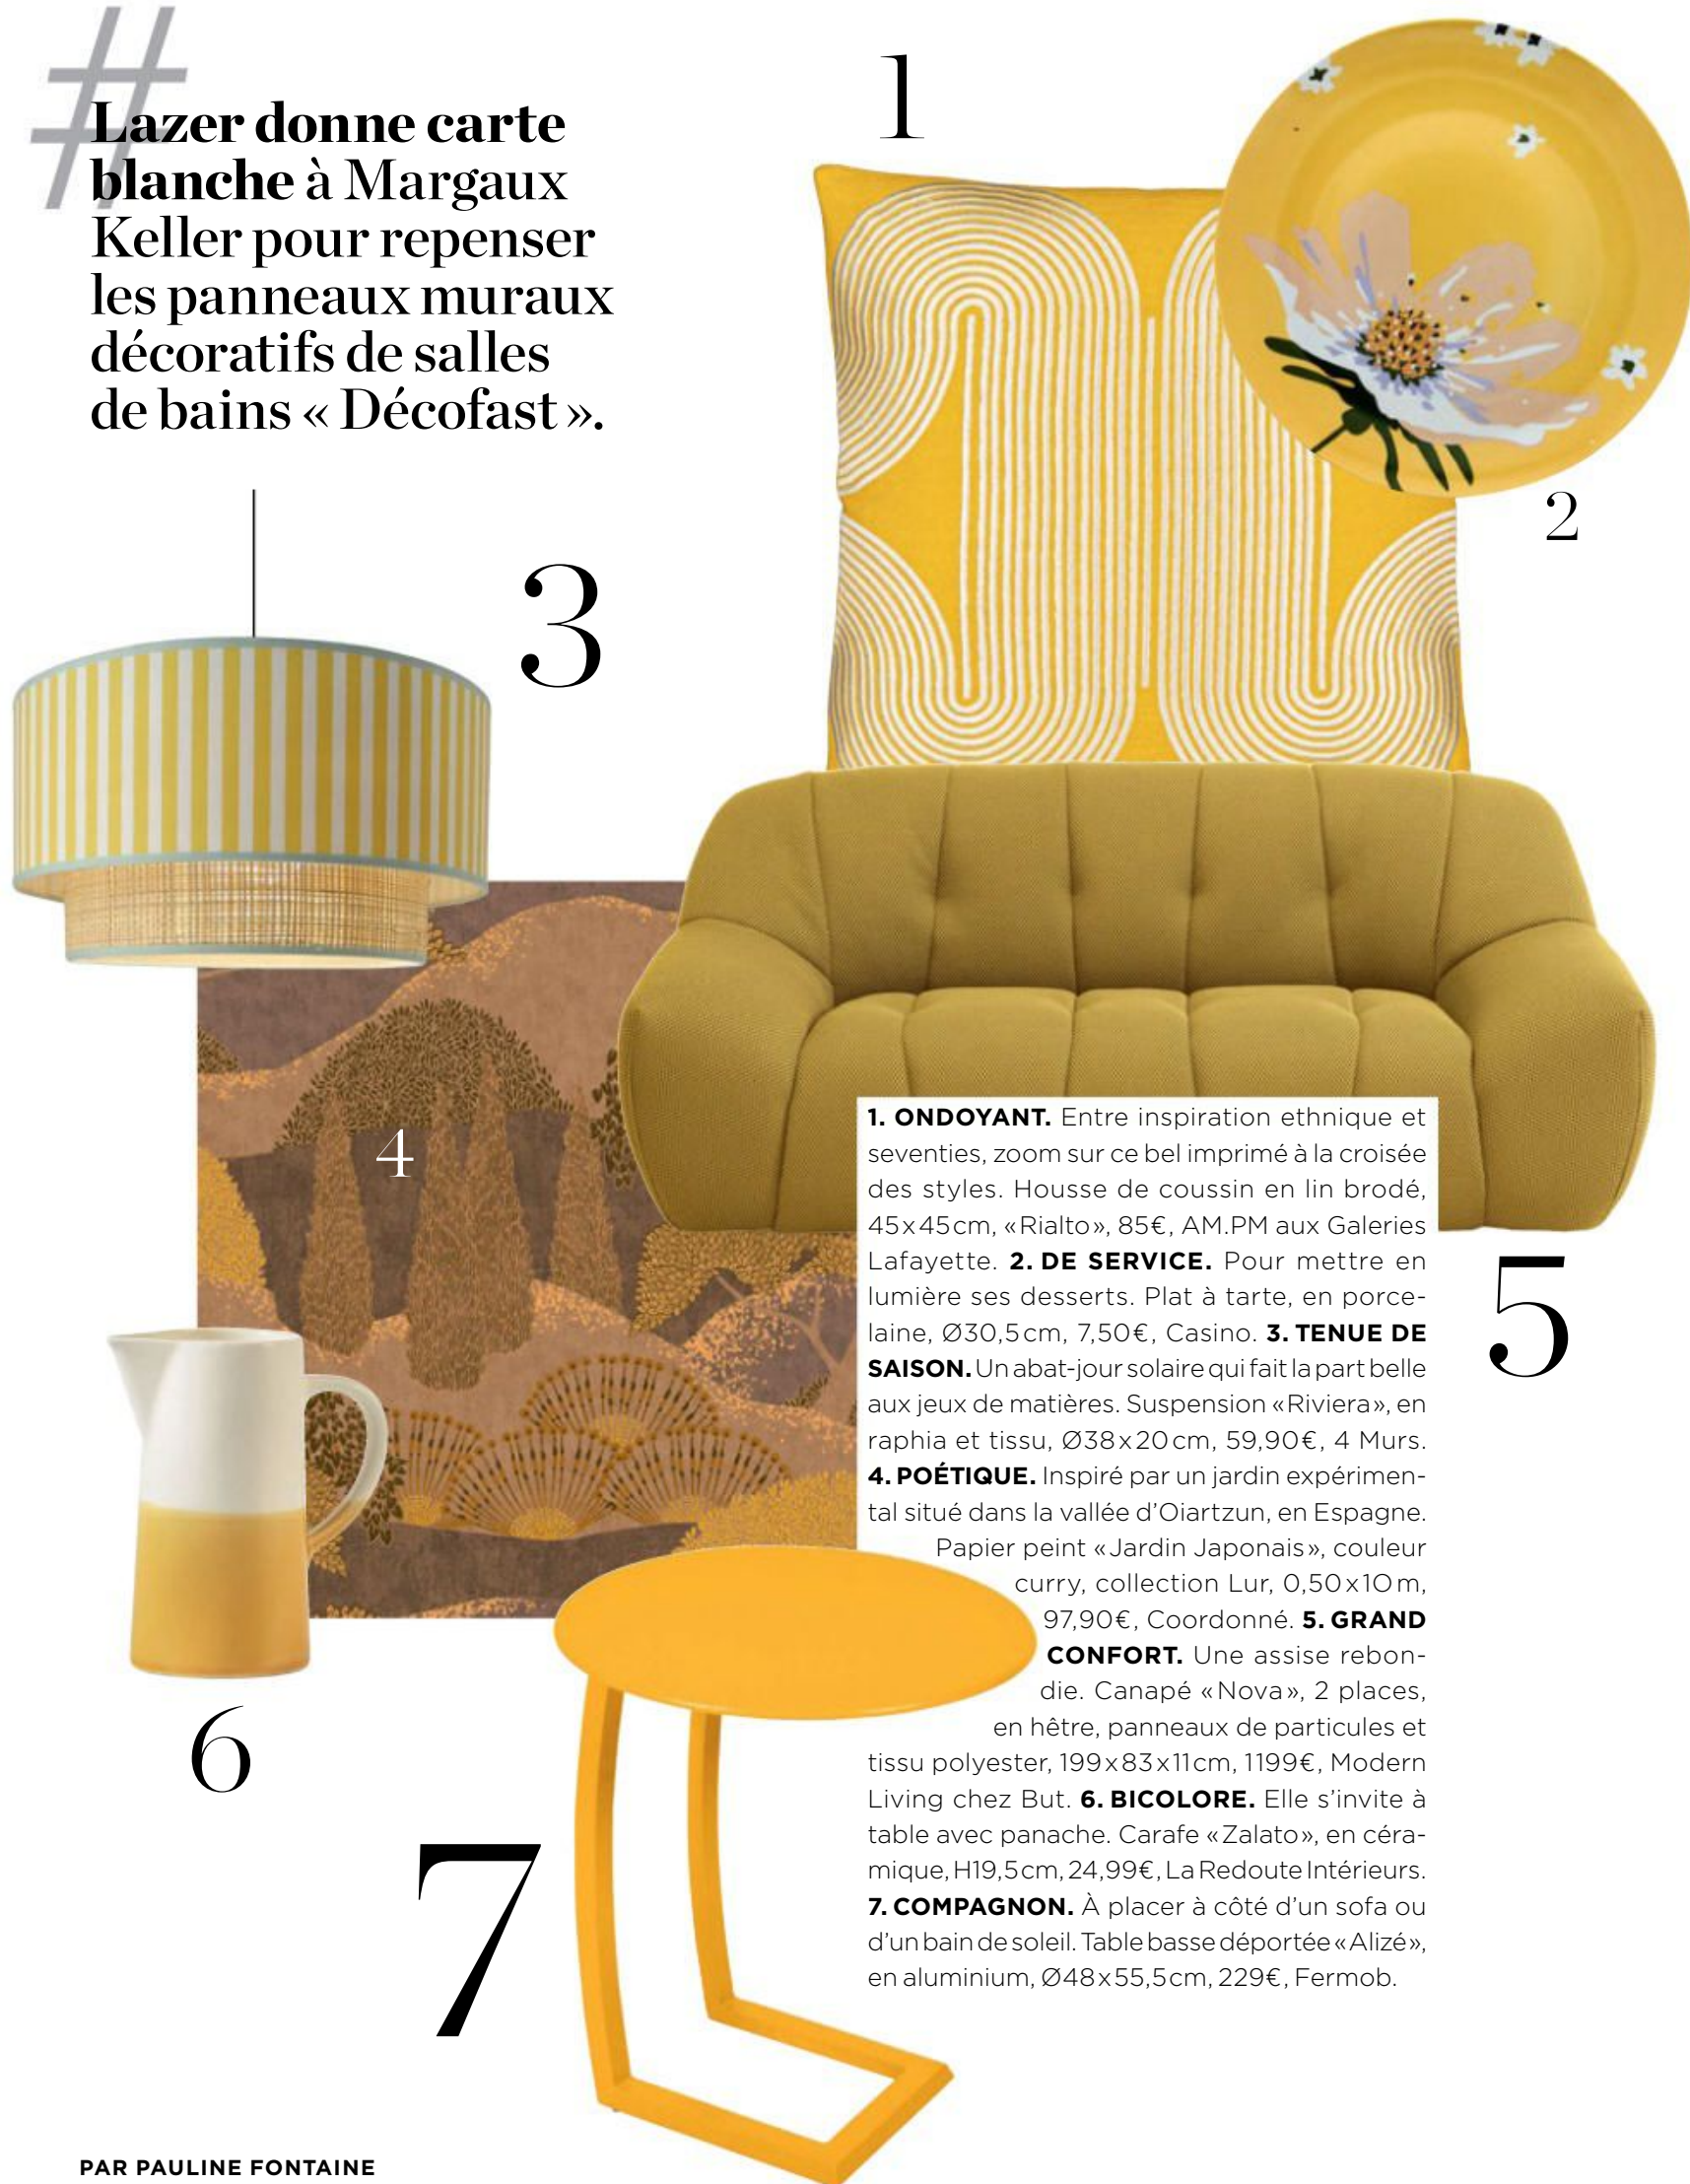 #
Lazer donne carte
blanche à Margaux
Keller pour repenser
les panneaux muraux
décoratifs de salles
de bains « Décofast ».
1
2
3
4
5
1. ONDOYANT. Entre inspiration ethnique et
seventies, zoom sur ce bel imprimé à la croisée
des styles. Housse de coussin en lin brodé,
45x45cm, «Rialto», 85€, AM.PM aux Galeries
Lafayette. 2. DE SERVICE. Pour mettre en
lumière ses desserts. Plat à tarte, en porce-
laine, Ø30,5cm, 7,50€, Casino. 3. TENUE DE
SAISON. Un abat-jour solaire qui fait la part belle
aux jeux de matières. Suspension «Riviera», en
raphia et tissu, Ø38x20cm, 59,90€, 4 Murs.
4. POÉTIQUE. Inspiré par un jardin expérimen-
tal situé dans la vallée d'Oiartzun, en Espagne.
Papier peint «Jardin Japonais», couleur
curry, collection Lur, 0,50x10m,
97,90€, Coordonné. 5. GRAND
CONFORT. Une assise rebon-
die. Canapé «Nova», 2 places,
en hêtre, panneaux de particules et
tissu polyester, 199x83x11cm, 1199€, Modern
Living chez But. 6. BICOLORE. Elle s'invite à
table avec panache. Carafe «Zalato», en céra-
mique, H19,5cm, 24,99€, La Redoute Intérieurs.
7. COMPAGNON. À placer à côté d'un sofa ou
d'un bain de soleil. Table basse déportée «Alizé»,
en aluminium, Ø48x55,5cm, 229€, Fermob.
6
7
PAR PAULINE FONTAINE